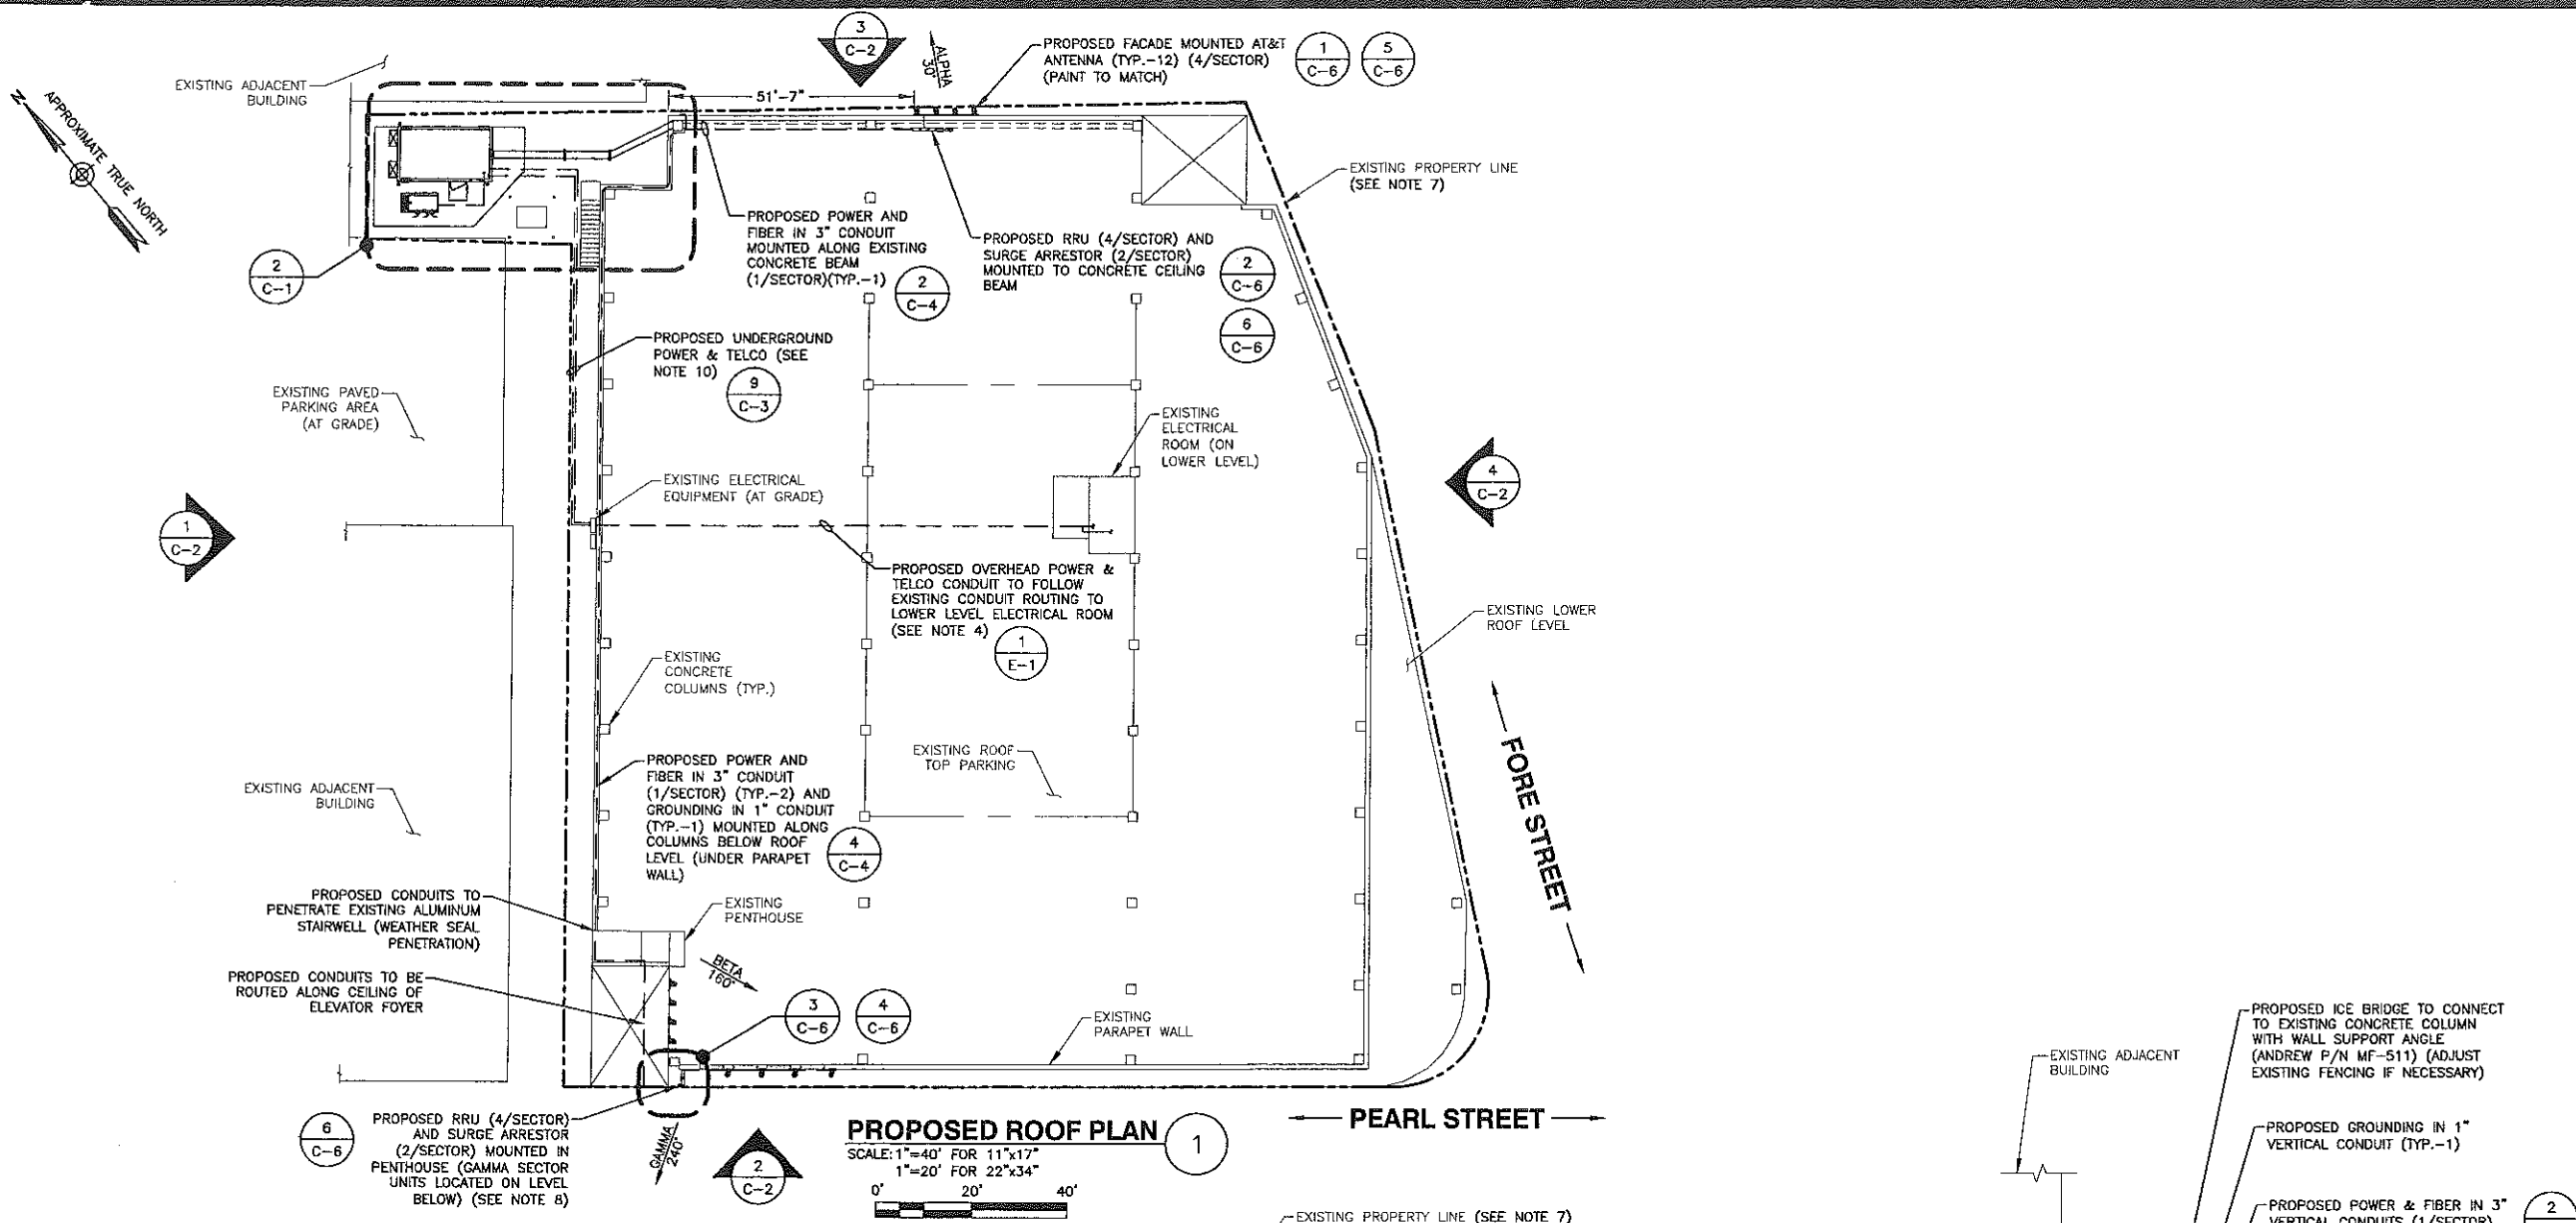 3
C-2
ALPHA
30°
PROPOSED FACADE MOUNTED AT&T
ANTENNA (TYP.-12) (4/SECTOR)
(PAINT TO MATCH)
1
C-6
5
C-6
EXISTING ADJACENT
BUILDING
51'-7"
N
APPROXIMATE TRUE NORTH
EXISTING PROPERTY LINE
(SEE NOTE 7)
PROPOSED POWER AND
FIBER IN 3" CONDUIT
MOUNTED ALONG EXISTING
CONCRETE BEAM
(1/SECTOR)(TYP.-1)
2
C-4
PROPOSED RRU (4/SECTOR) AND
SURGE ARRESTOR (2/SECTOR)
MOUNTED TO CONCRETE CEILING
BEAM
2
C-6
6
C-6
2
C-1
PROPOSED UNDERGROUND
POWER & TELCO (SEE
NOTE 10)
9
C-3
EXISTING PAVED
PARKING AREA
(AT GRADE)
EXISTING
ELECTRICAL
ROOM (ON
LOWER LEVEL)
4
C-2
EXISTING ELECTRICAL
EQUIPMENT (AT GRADE)
1
C-2
PROPOSED OVERHEAD POWER &
TELCO CONDUIT TO FOLLOW
EXISTING CONDUIT ROUTING TO
LOWER LEVEL ELECTRICAL ROOM
(SEE NOTE 4)
1
E-1
EXISTING LOWER
ROOF LEVEL
EXISTING
CONCRETE
COLUMNS (TYP.)
FORE STREET
EXISTING ROOF
TOP PARKING
PROPOSED POWER AND
FIBER IN 3" CONDUIT
(1/SECTOR) (TYP.-2) AND
GROUNDING IN 1" CONDUIT
(TYP.-1) MOUNTED ALONG
COLUMNS BELOW ROOF
LEVEL (UNDER PARAPET
WALL)
4
C-4
EXISTING ADJACENT
BUILDING
PROPOSED CONDUITS TO
PENETRATE EXISTING ALUMINUM
STAIRWELL (WEATHER SEAL
PENETRATION)
EXISTING
PENTHOUSE
PROPOSED CONDUITS TO BE
ROUTED ALONG CEILING OF
ELEVATOR FOYER
BETA
160°
3
C-6
4
C-6
EXISTING
PARAPET WALL
PROPOSED ICE BRIDGE TO CONNECT
TO EXISTING CONCRETE COLUMN
WITH WALL SUPPORT ANGLE
(ANDREW P/N MF-511) (ADJUST
EXISTING FENCING IF NECESSARY)
EXISTING ADJACENT
BUILDING
6
C-6
PROPOSED RRU (4/SECTOR)
AND SURGE ARRESTOR
(2/SECTOR) MOUNTED IN
PENTHOUSE (GAMMA SECTOR
UNITS LOCATED ON LEVEL
BELOW) (SEE NOTE 8)
GAMMA
240°
2
C-2
PROPOSED ROOF PLAN
1
SCALE: 1"=40' FOR 11"x17"
1"=20' FOR 22"x34"
0' 20' 40'
PEARL STREET
PROPOSED GROUNDING IN 1"
VERTICAL CONDUIT (TYP.-1)
EXISTING PROPERTY LINE (SEE NOTE 7)
PROPOSED POWER & FIBER IN 3"
VERTICAL CONDUITS (1/SECTOR)
2